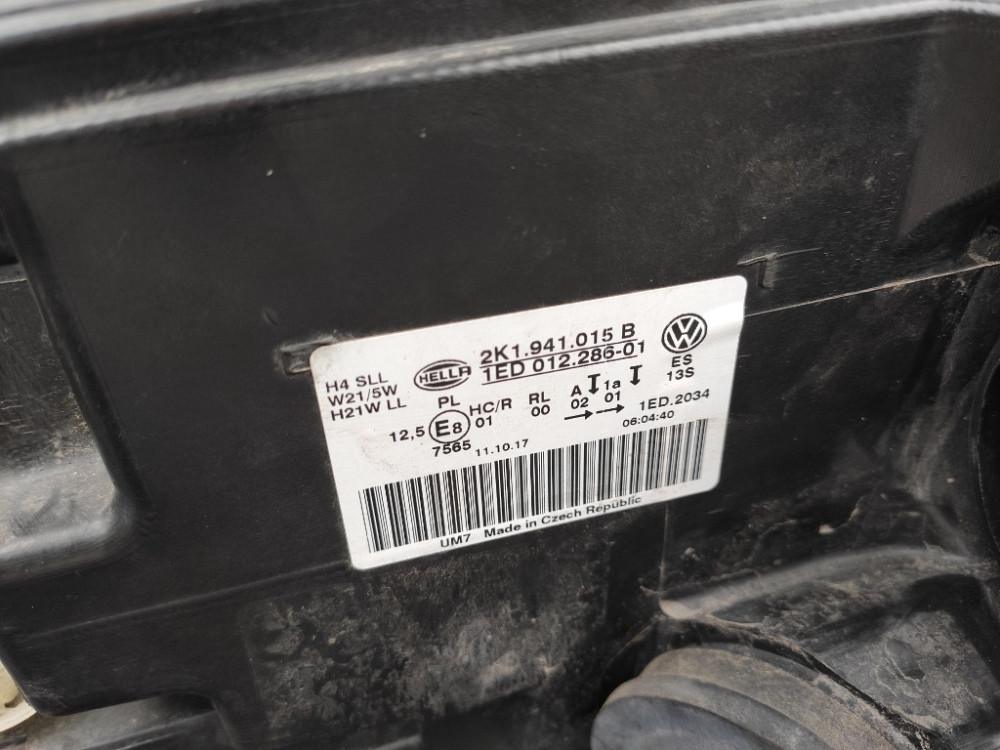 H4 SLL
W21/5W
H21W LL
HELLA
2K1.941.015 B
1ED 012.286-01
VW
ES
13S
PL
HC/R RL A 1a
12,5 E8 01 00 02 01
1ED.2034
7565 11.10.17
06:04:40
UM7 Made in Czech Republic